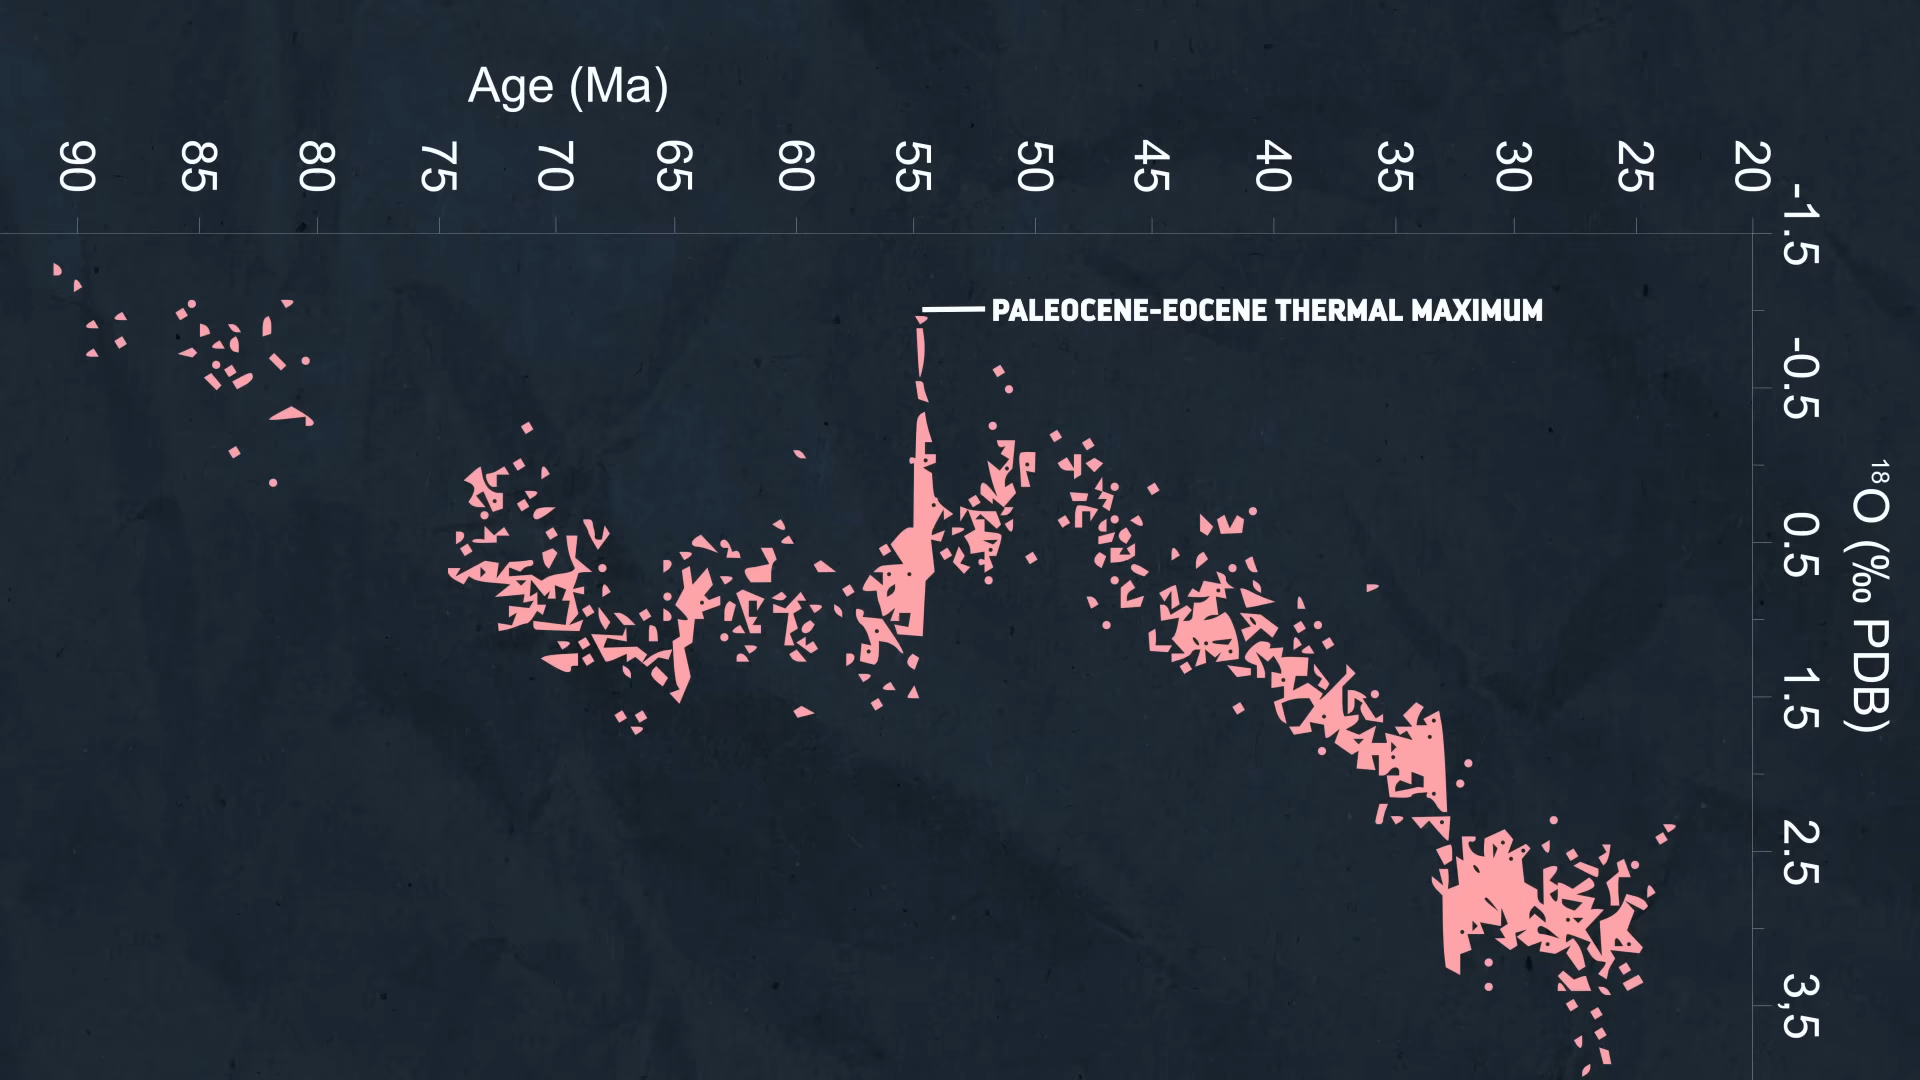 Age (Ma)
90 85 80 75 70 65 60 55 50 45 40 35 30 25 20
-1.5
PALEOCENE-EOCENE THERMAL MAXIMUM
-0.5
0.5
1.5
2.5
3,5
¹⁸O (‰ PDB)